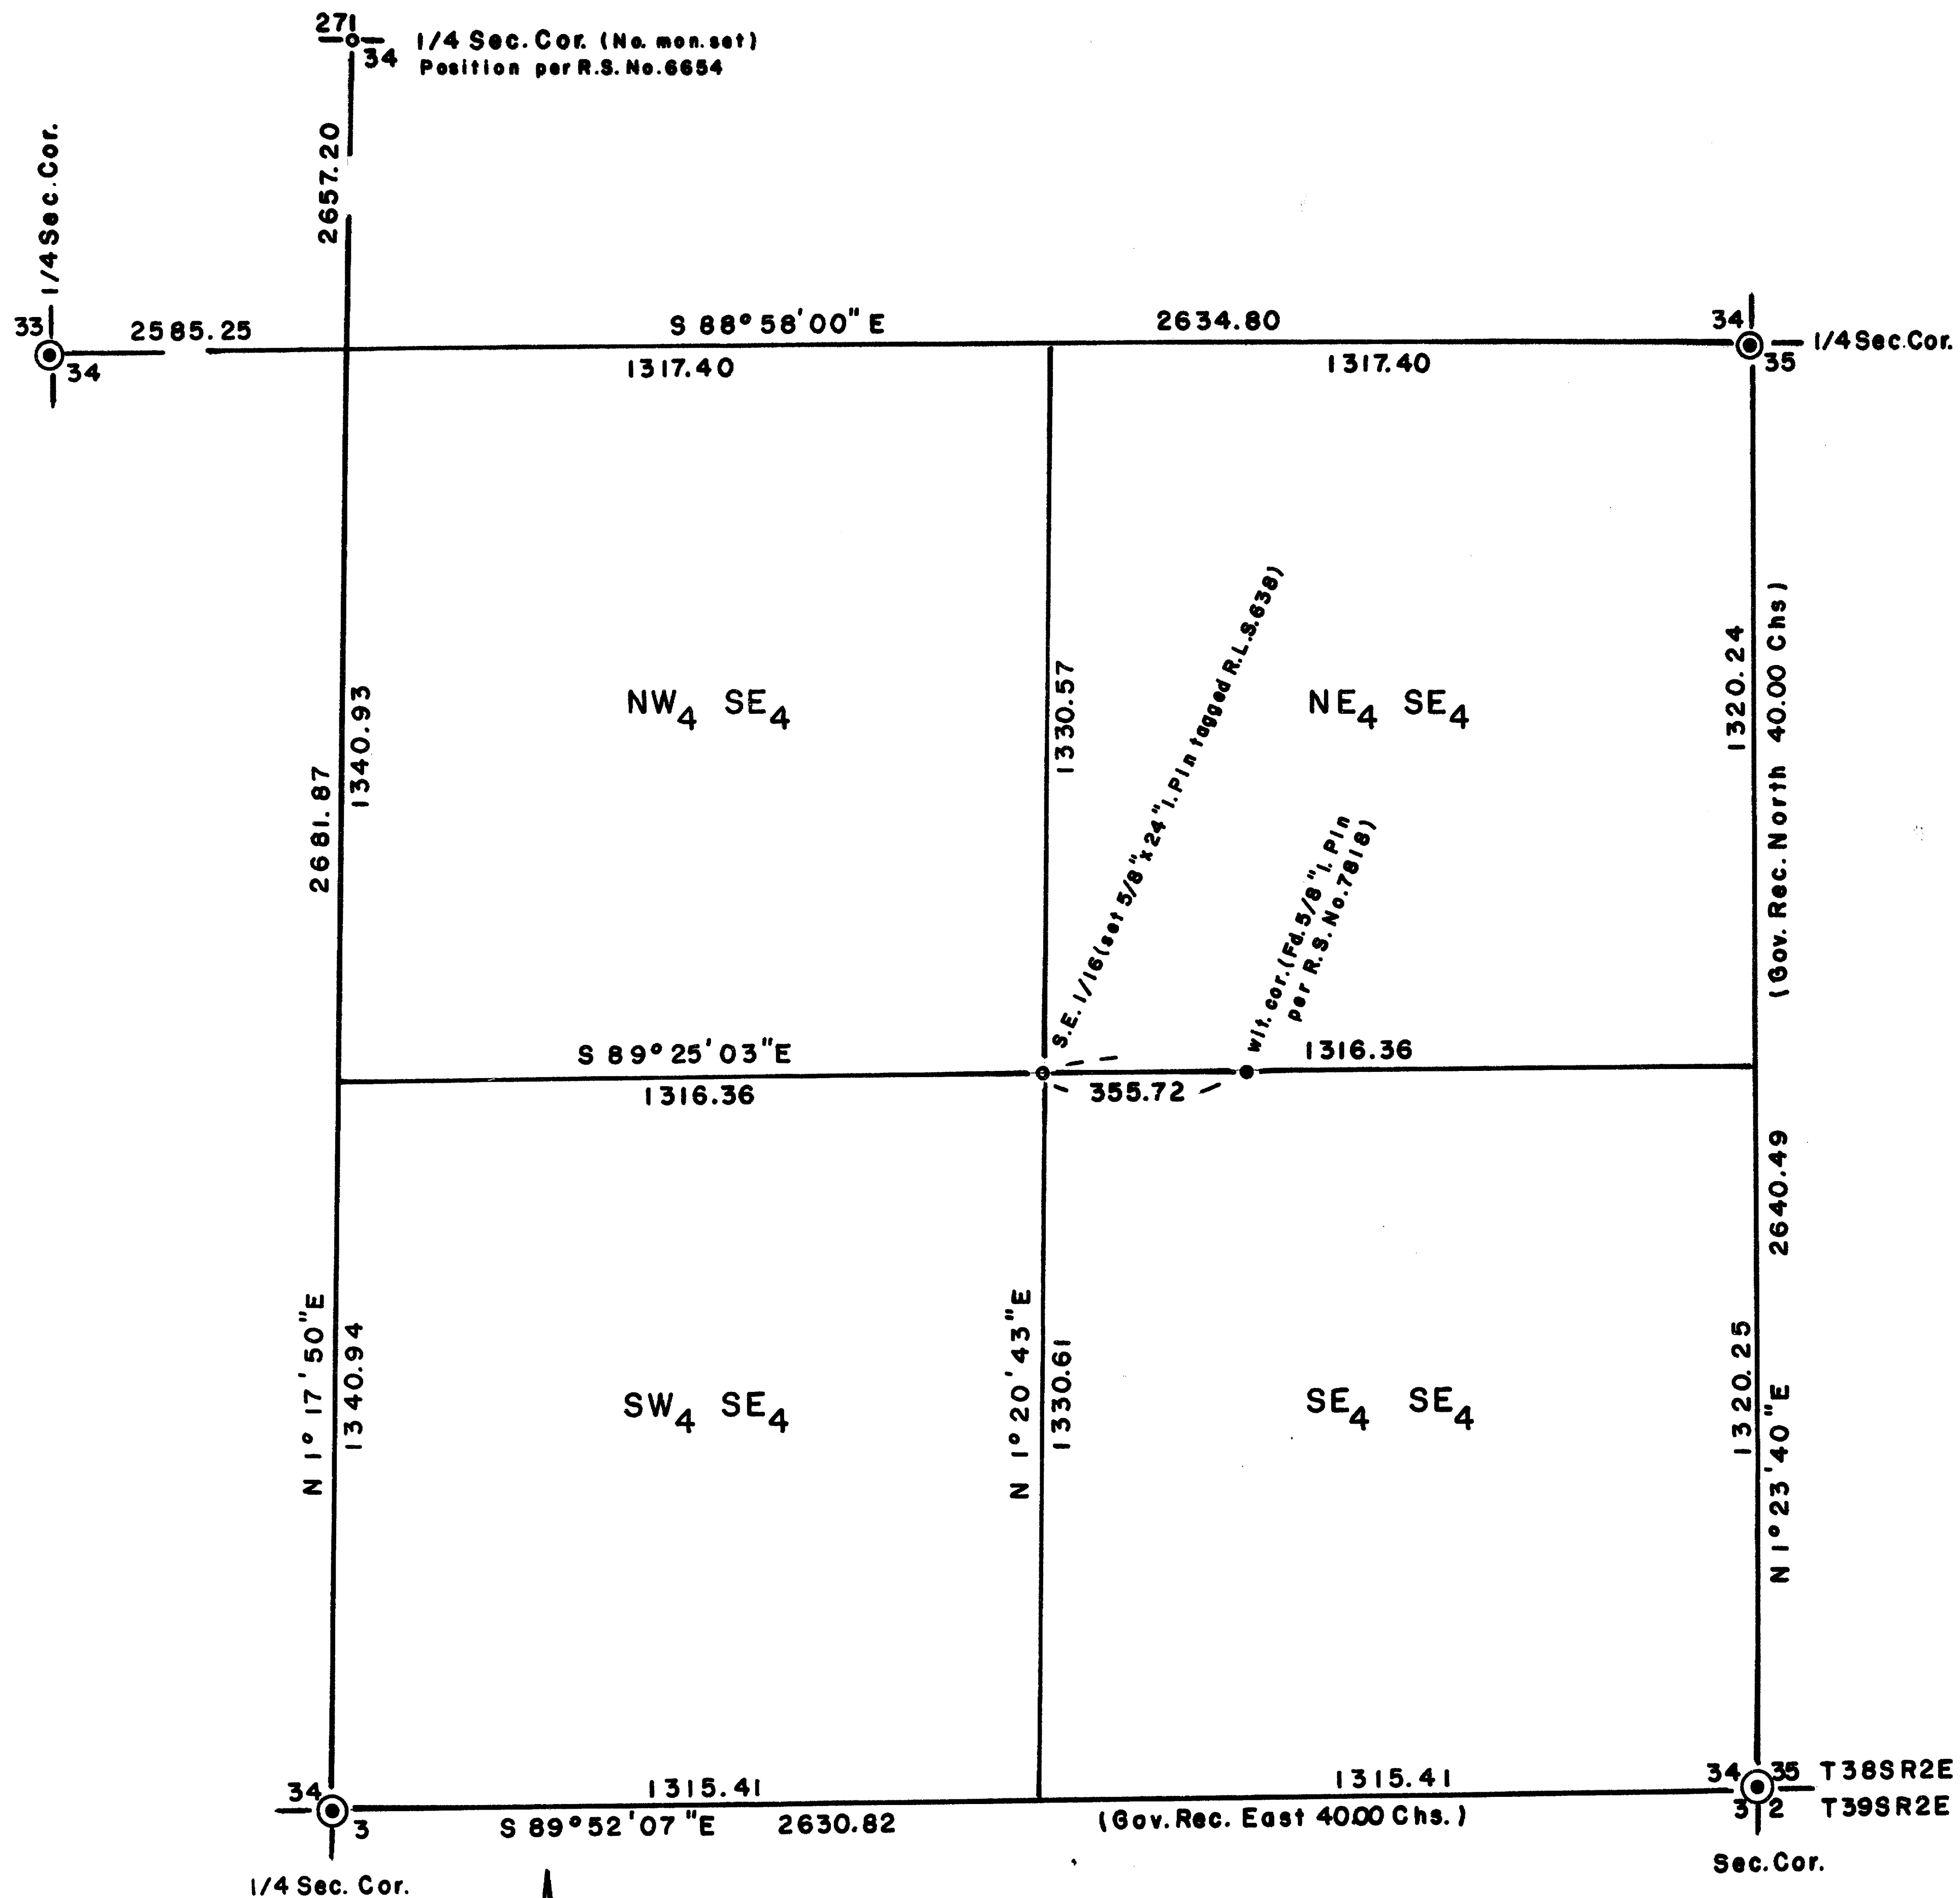 27
34
1/4 Sec. Cor. (No. mon. set)
Position per R.S. No. 6654
2657.20
1/4 Sec. Cor.
33
34
2585.25
S 88° 58' 00" E
2634.80
1317.40
1317.40
34
35
1/4 Sec. Cor.
NW4 SE4
NE4 SE4
2681.87
1340.93
1330.57
1320.24
(Gov. Rec. North 40.00 Chs)
S.E. 1/16 (set 5/8" x 24" I. Pin tagged R.L.S. 638)
wit. cor. (Fd. 5/8" I. Pin
per R.S. No. 7818)
S 89° 25' 03" E
1316.36
355.72
1316.36
2640.49
N 1° 17' 50" E
1340.94
SW4 SE4
N 1° 20' 43" E
1330.61
SE4 SE4
1320.25
N 1° 23' 40" E
34
3
1/4 Sec. Cor.
1315.41
S 89° 52' 07" E 2630.82
1315.41
(Gov. Rec. East 40.00 Chs.)
34 35 T38S R2E
3 2 T39S R2E
Sec. Cor.